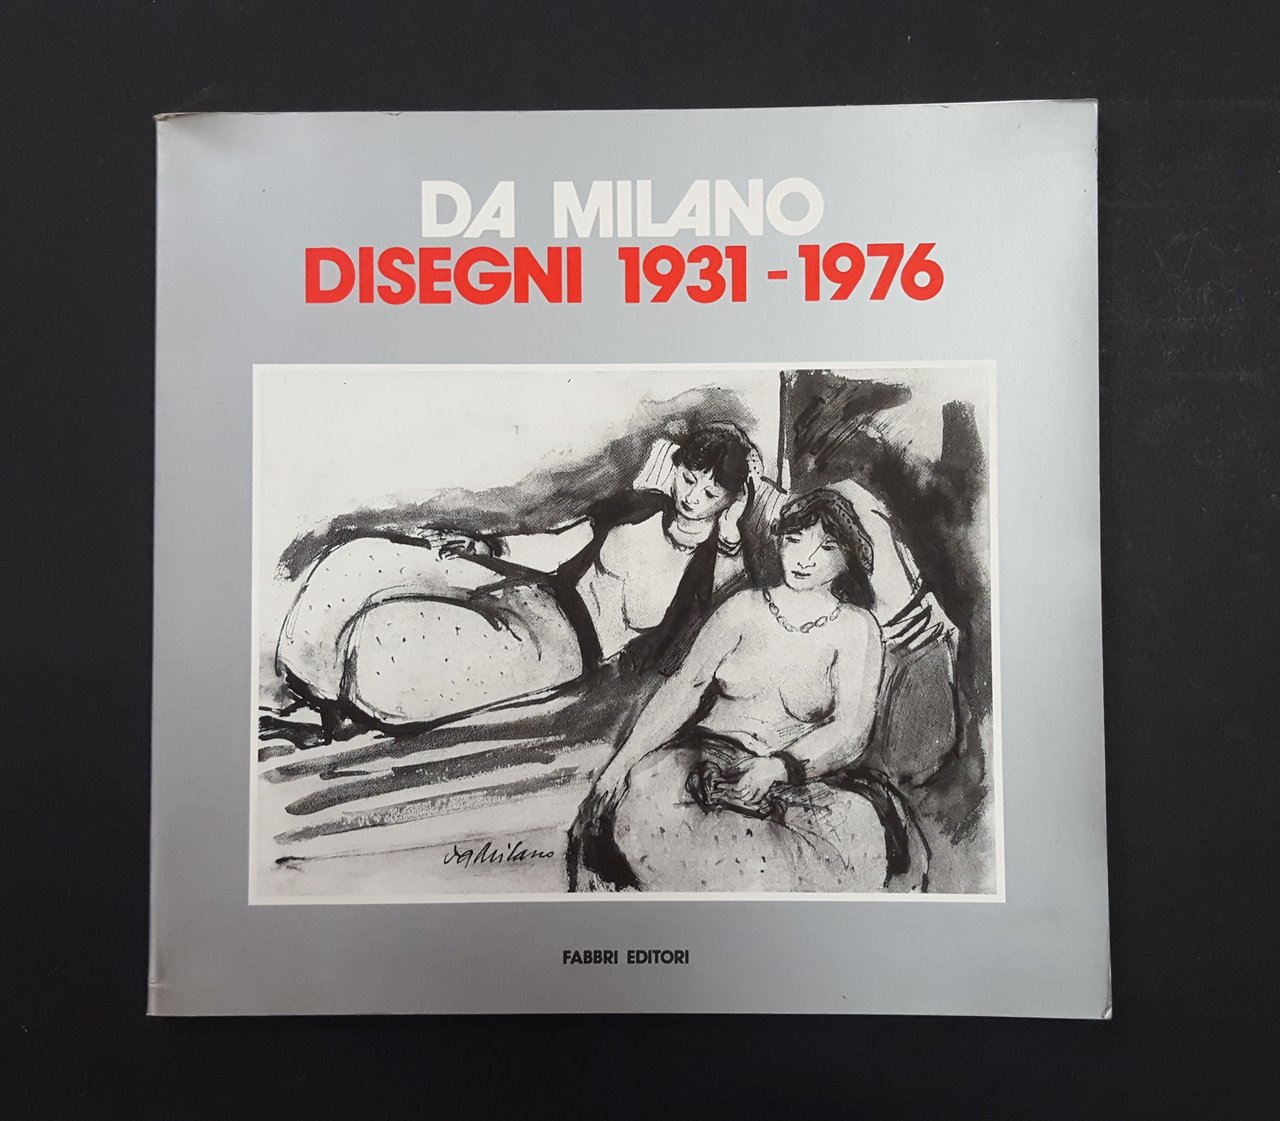 DA MILANO
DISEGNI 1931 - 1976
da Milano
FABBRI EDITORI